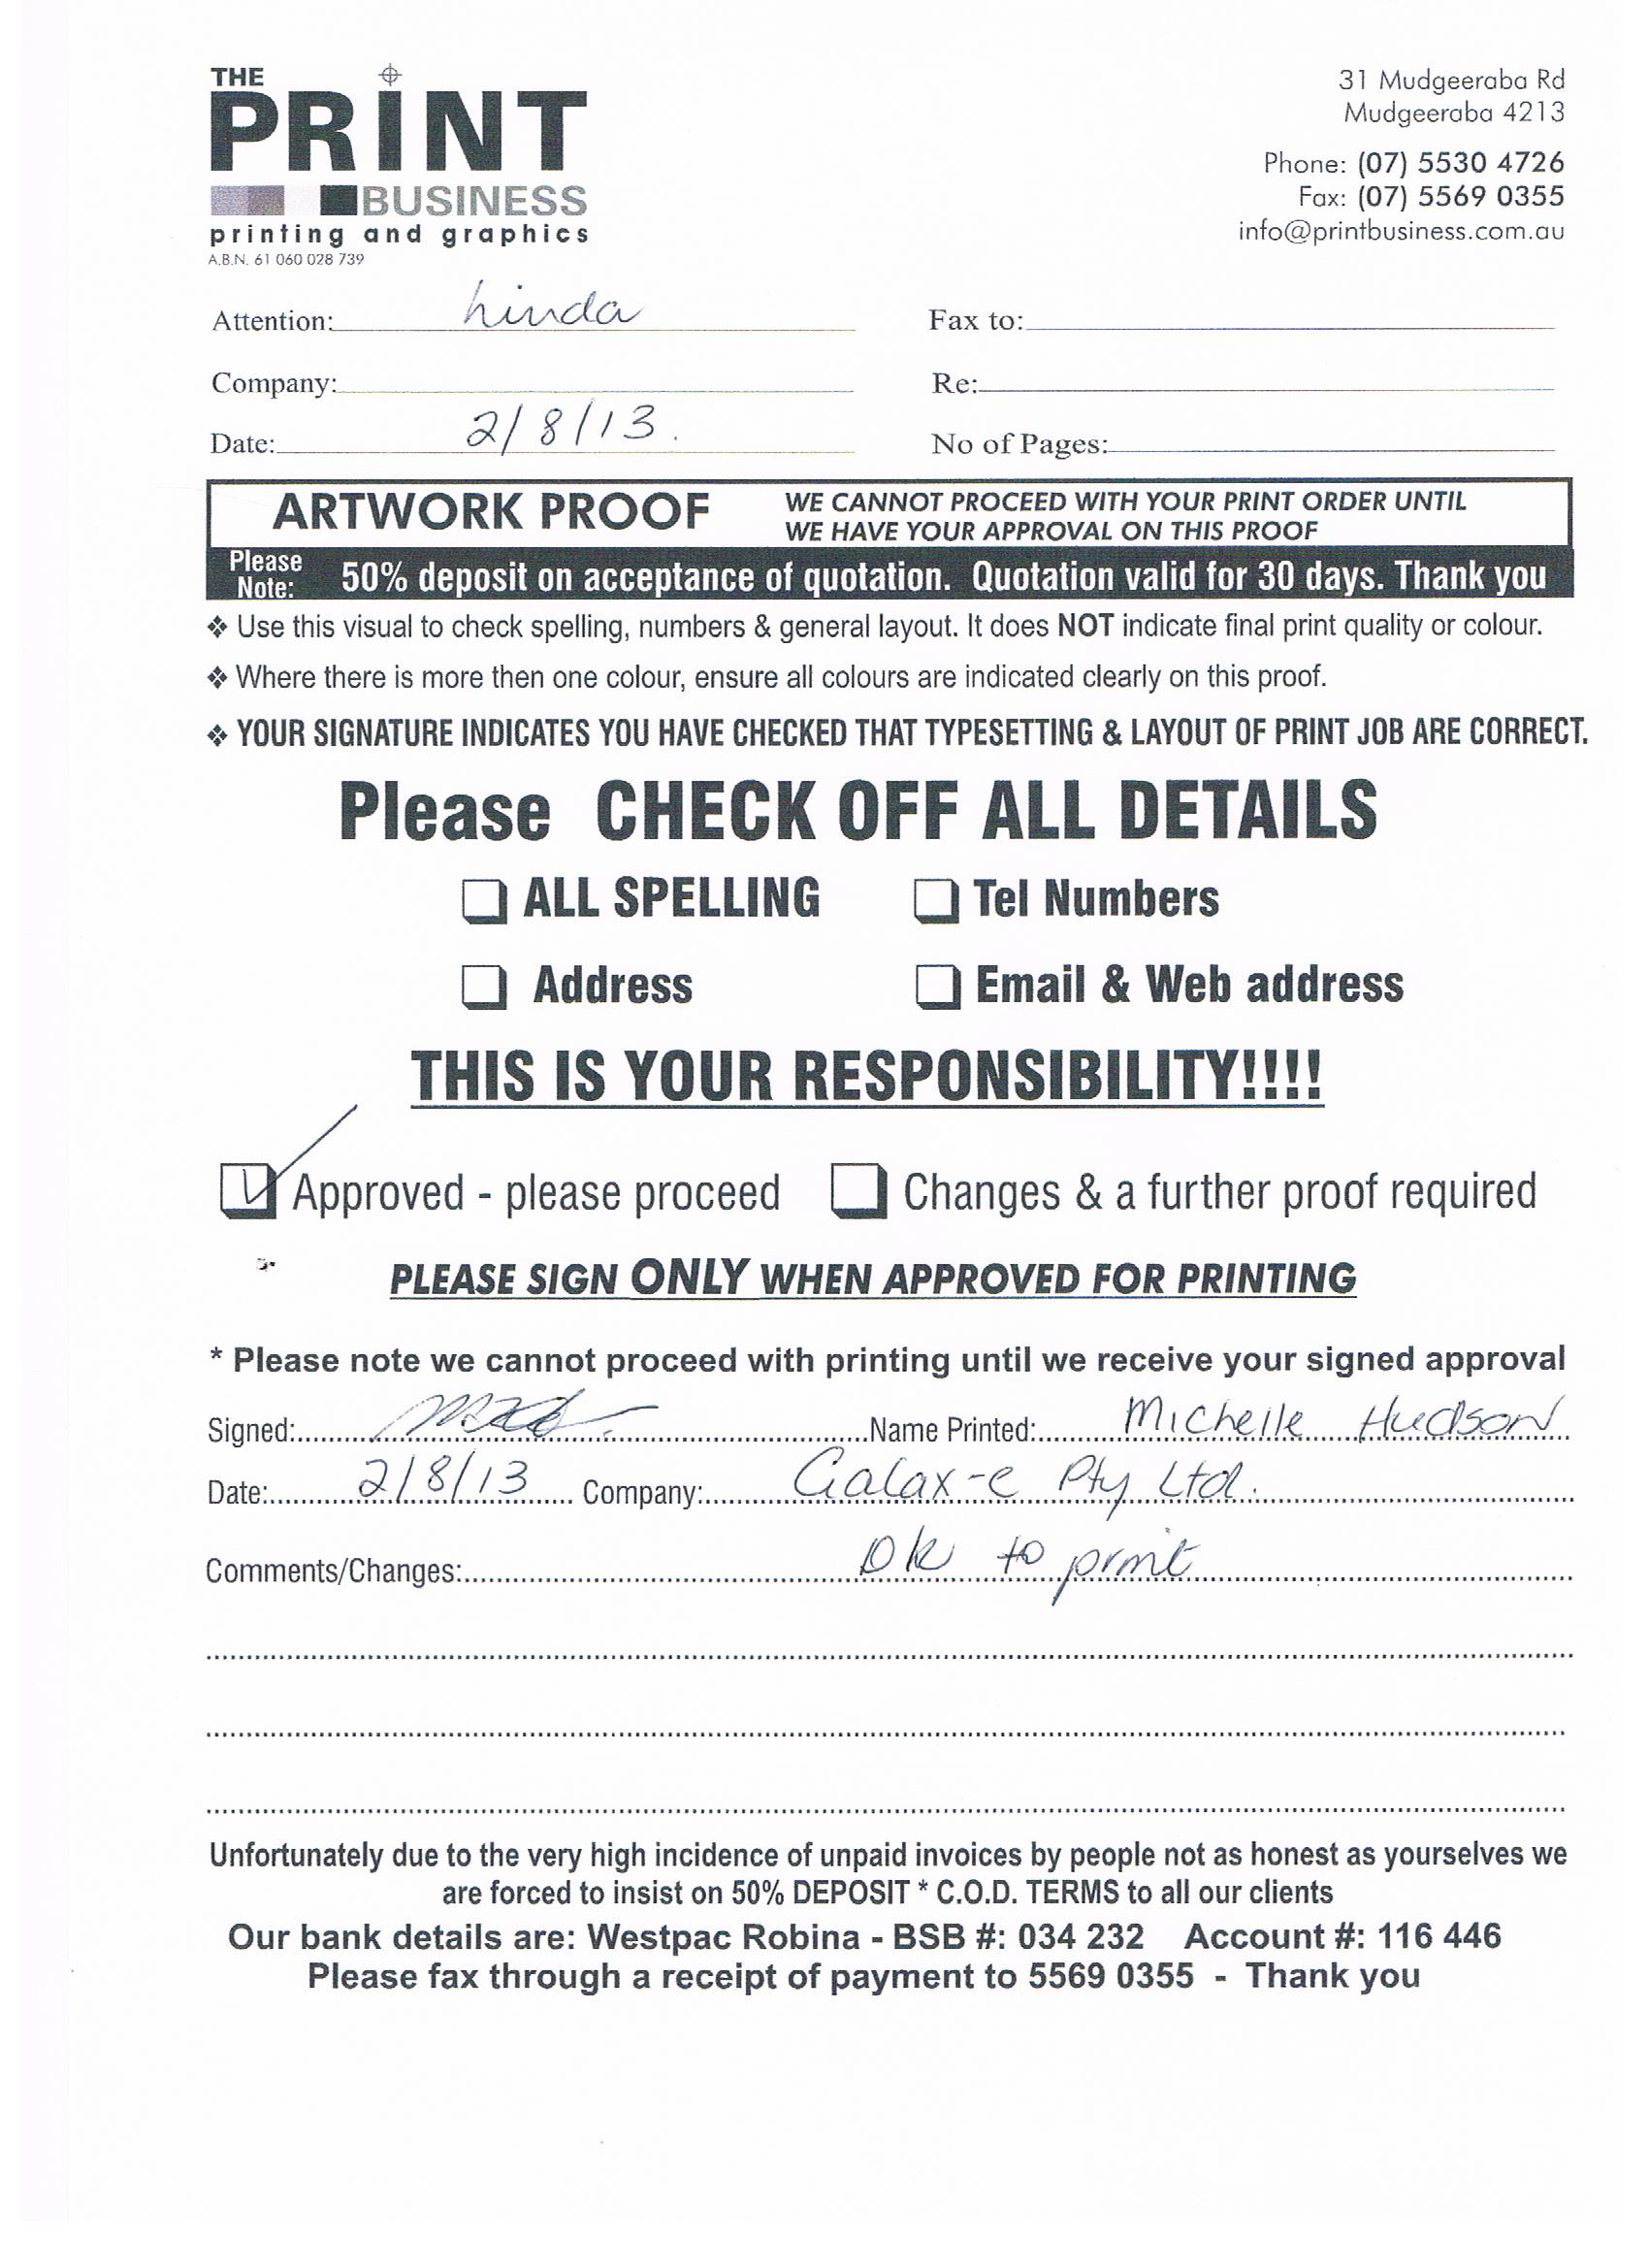 THE
PRINT
BUSINESS
printing and graphics
A.B.N. 61 060 028 739
31 Mudgeeraba Rd
Mudgeeraba 4213
Phone: (07) 5530 4726
Fax: (07) 5569 0355
info@printbusiness.com.au
Attention: Linda
Fax to:
Company:
Re:
Date: 2/8/13.
No of Pages:
ARTWORK PROOF
WE CANNOT PROCEED WITH YOUR PRINT ORDER UNTIL
WE HAVE YOUR APPROVAL ON THIS PROOF
Please Note: 50% deposit on acceptance of quotation. Quotation valid for 30 days. Thank you
❖ Use this visual to check spelling, numbers & general layout. It does NOT indicate final print quality or colour.
❖ Where there is more then one colour, ensure all colours are indicated clearly on this proof.
❖ YOUR SIGNATURE INDICATES YOU HAVE CHECKED THAT TYPESETTING & LAYOUT OF PRINT JOB ARE CORRECT.
Please CHECK OFF ALL DETAILS
ALL SPELLING Tel Numbers
Address Email & Web address
THIS IS YOUR RESPONSIBILITY!!!!
Approved - please proceed Changes & a further proof required
PLEASE SIGN ONLY WHEN APPROVED FOR PRINTING
* Please note we cannot proceed with printing until we receive your signed approval
Signed: Name Printed: Michelle Hudson
Date: 2/8/13 Company: Galax-e Pty Ltd.
Comments/Changes: OK to print
Unfortunately due to the very high incidence of unpaid invoices by people not as honest as yourselves we
are forced to insist on 50% DEPOSIT * C.O.D. TERMS to all our clients
Our bank details are: Westpac Robina - BSB #: 034 232 Account #: 116 446
Please fax through a receipt of payment to 5569 0355 - Thank you